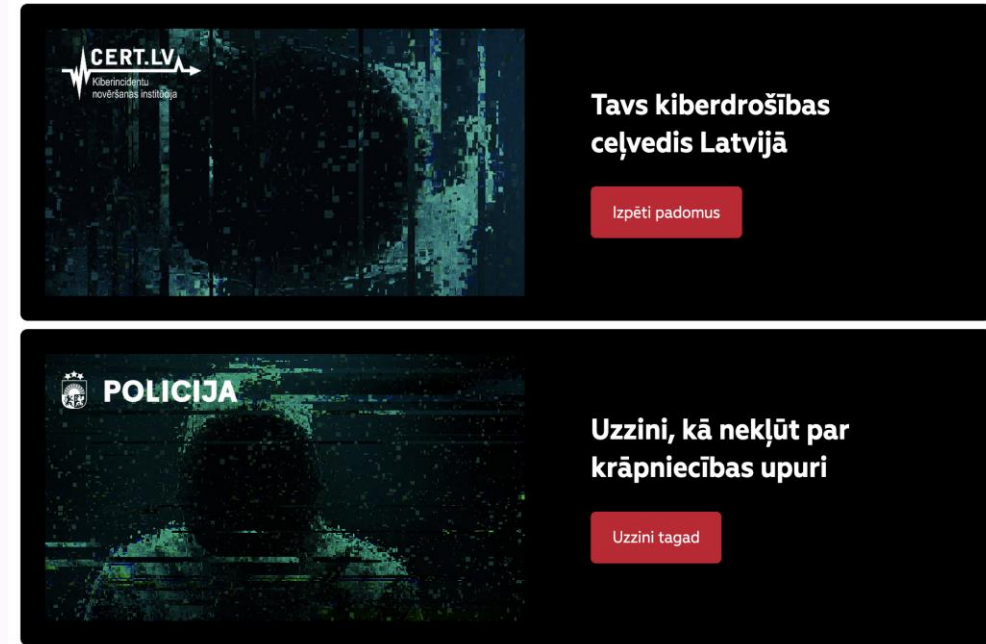 CERT.LV
Kiberincidentu
novēršanas institūcija
Tavs kiberdrošības
ceļvedis Latvijā
Izpēti padomus
POLICIJA
Uzzini, kā nekļūt par
krāpniecības upuri
Uzzini tagad